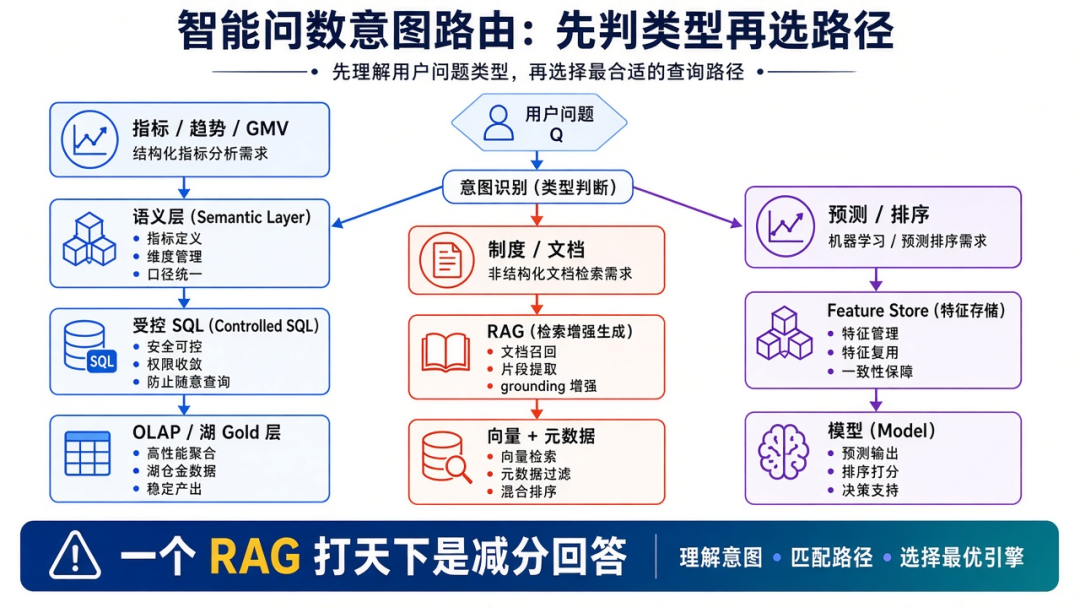 智能问数意图路由：先判类型再选路径
先理解用户问题类型，再选择最合适的查询路径
用户问题
Q
意图识别（类型判断）
指标 / 趋势 / GMV
结构化指标分析需求
语义层（Semantic Layer）
• 指标定义
• 维度管理
• 口径统一
受控 SQL（Controlled SQL）
SQL
• 安全可控
• 权限收敛
• 防止随意查询
OLAP / 湖 Gold 层
• 高性能聚合
• 湖仓金数据
• 稳定产出
制度 / 文档
非结构化文档检索需求
RAG（检索增强生成）
• 文档召回
• 片段提取
• grounding 增强
向量 + 元数据
• 向量检索
• 元数据过滤
• 混合排序
预测 / 排序
机器学习 / 预测排序需求
Feature Store（特征存储）
• 特征管理
• 特征复用
• 一致性保障
模型（Model）
• 预测输出
• 排序打分
• 决策支持
一个 RAG 打天下是减分回答
理解意图 • 匹配路径 • 选择最优引擎